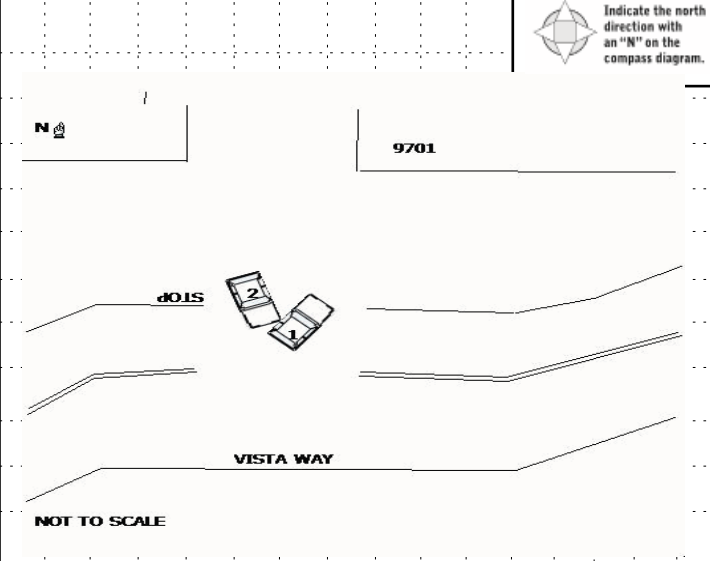 Indicate the north
direction with
an "N" on the
compass diagram.
N
9701
STOP
2
1
VISTA WAY
NOT TO SCALE